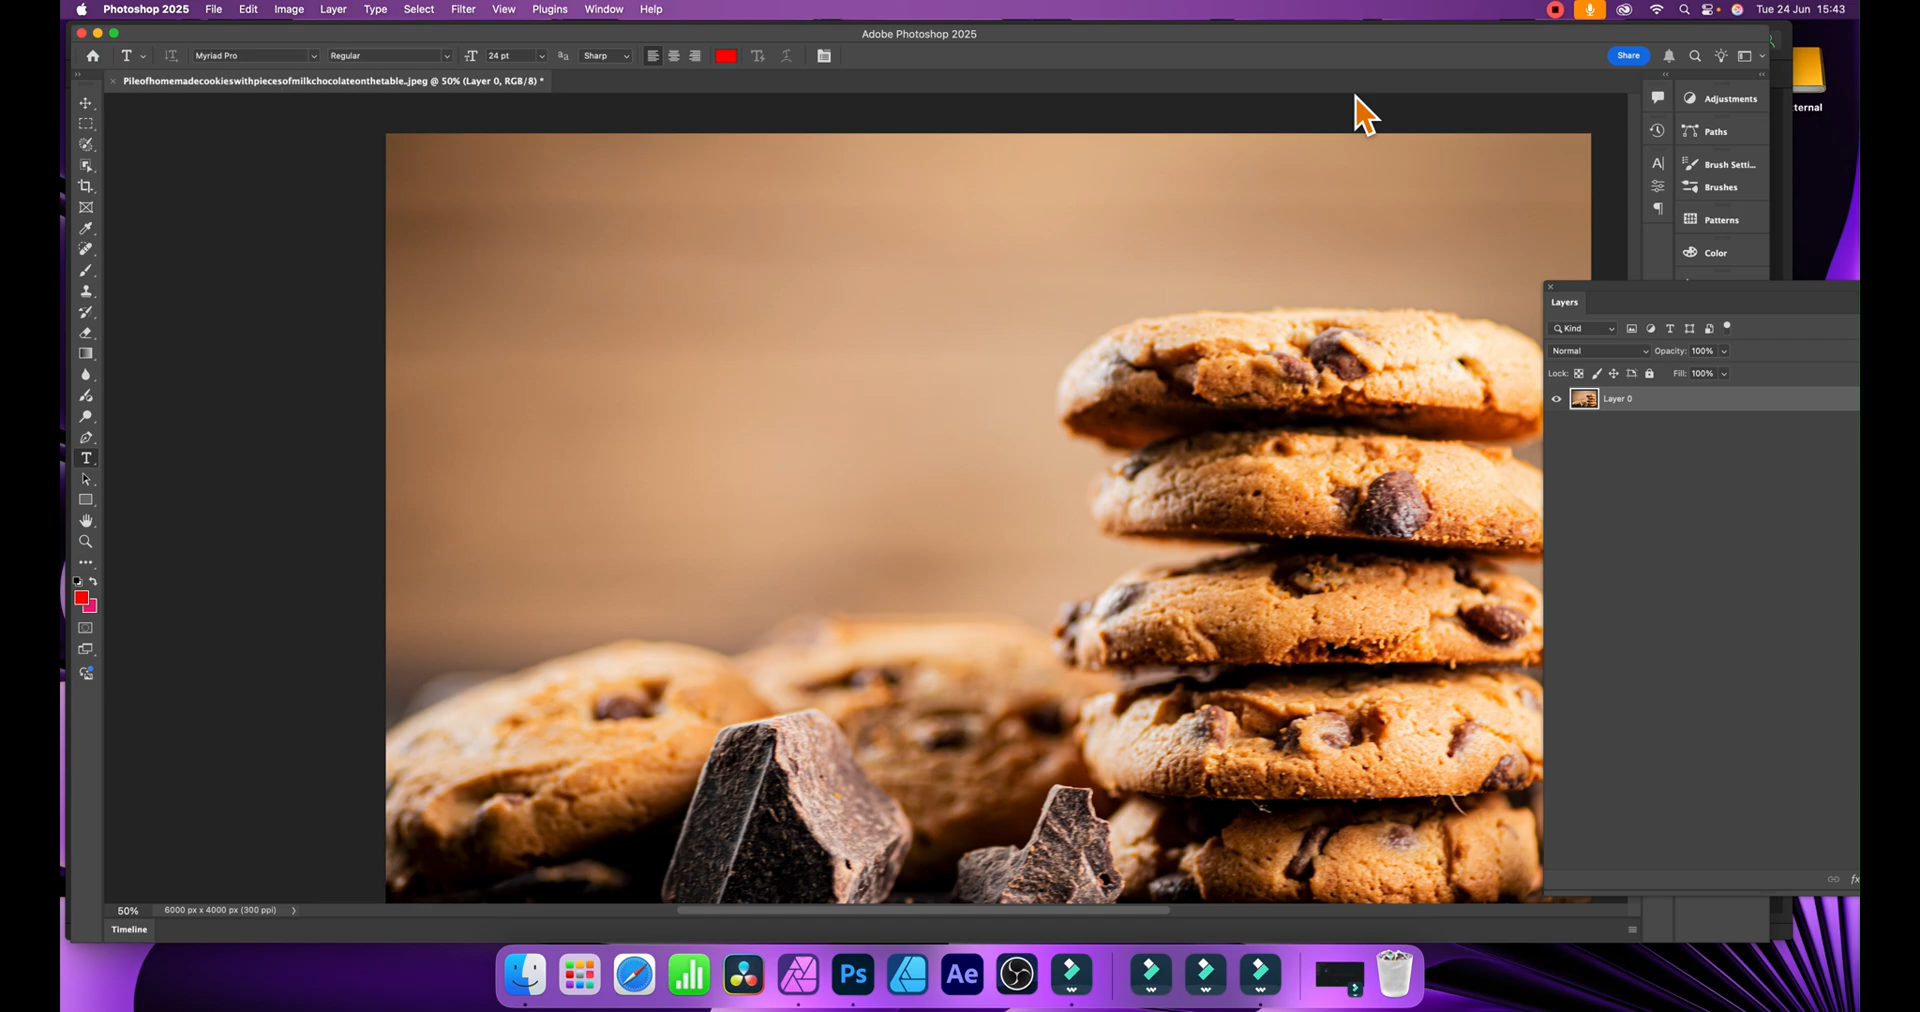 Photoshop 2025 File Edit Image Layer Type Select Filter View Plugins Window Help Tue 24 Jun 15:43
Adobe Photoshop 2025
T Myriad Pro Regular 24 pt aa Sharp Share
Pileofhomemadecookieswithpiecesofmilkchocolateonthetable.jpeg @ 50% (Layer 0, RGB/8) *
Adjustments
ternal
Paths
Brush Setti...
Brushes
Patterns
Color
Layers
Kind
Normal Opacity: 100%
Lock: Fill: 100%
Layer 0
fx
50% 6000 px x 4000 px (300 ppi)
Timeline
Ps Ae